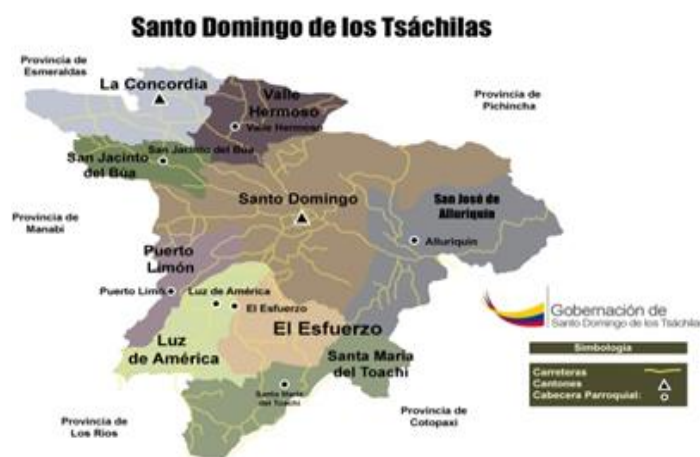 Santo Domingo de los Tsáchilas
Provincia de
Esmeraldas
La Concordia
Valle
Hermoso
Valle Hermoso
Provincia de
Pichincha
San Jacinto del Búa
San Jacinto
del Búa
Santo Domingo
San José de
Alluriquín
Alluriquín
Provincia de
Manabí
Puerto
Limón
Puerto Limón
Luz de América
El Esfuerzo
El Esfuerzo
Luz
de América
Santa María
del Toachi
Santa María
del Toachi
Provincia de
Los Ríos
Provincia de
Cotopaxi
Gobernación de
Santo Domingo de los Tsáchilas
Simbología
Carreteras
Cantones
Cabecera Parroquial: